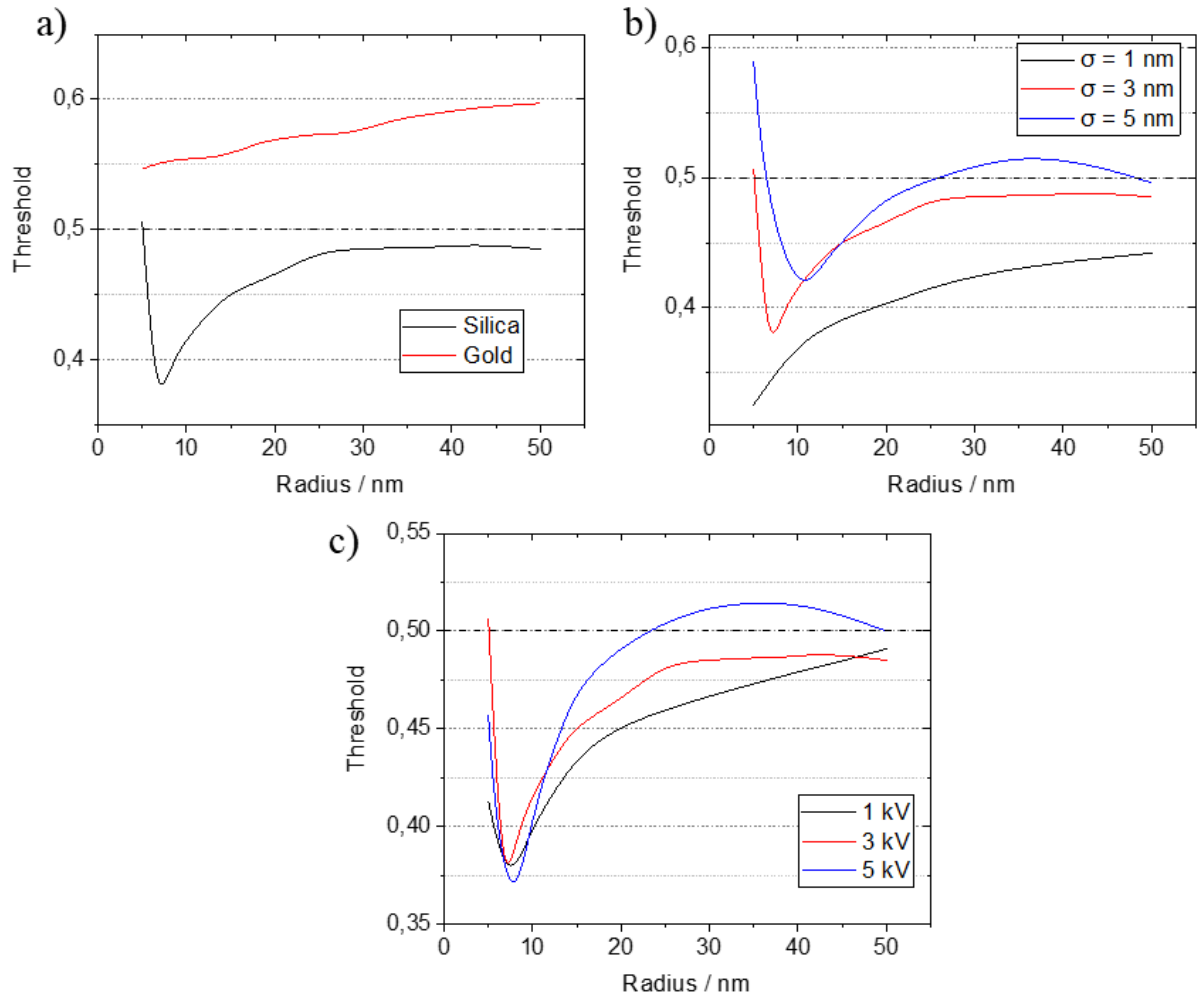 a)
0,6
0,5
0,4
Threshold
Silica
Gold
0 10 20 30 40 50
Radius / nm
b)
0,6
0,5
0,4
Threshold
σ = 1 nm
σ = 3 nm
σ = 5 nm
0 10 20 30 40 50
Radius / nm
c)
0,55
0,50
0,45
0,40
0,35
Threshold
1 kV
3 kV
5 kV
0 10 20 30 40 50
Radius / nm